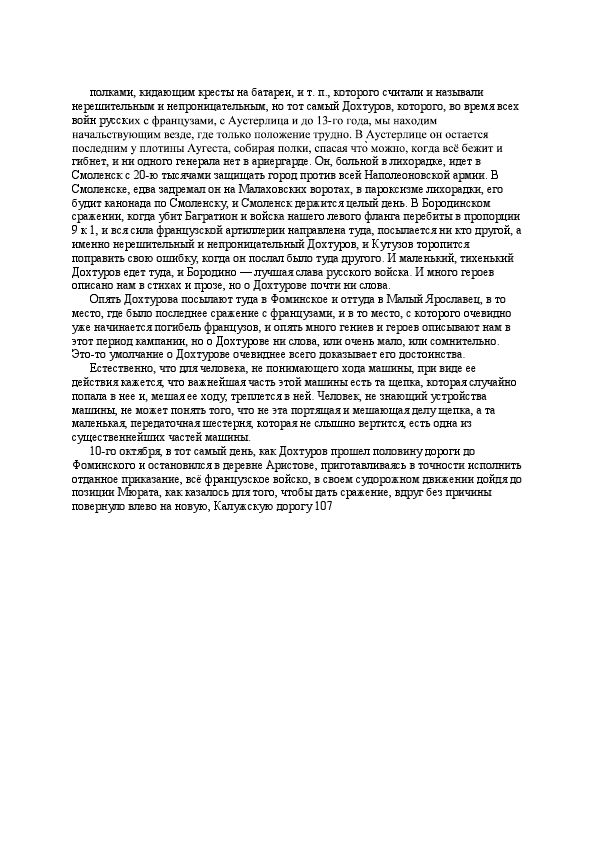 полками, кидающим кресты на батареи, и т. п., которого считали и называли
нерешительным и непроницательным, но тот самый Дохтуров, которого, во время всех
войн русских с французами, с Аустерлица и до 13-го года, мы находим
начальствующим везде, где только положение трудно. В Аустерлице он остается
последним у плотины Аугеста, собирая полки, спасая что̀ можно, когда всё бежит и
гибнет, и ни одного генерала нет в ариергарде. Он, больной в лихорадке, идет в
Смоленск с 20-ю тысячами защищать город против всей Наполеоновской армии. В
Смоленске, едва задремал он на Малаховских воротах, в пароксизме лихорадки, его
будит канонада по Смоленску, и Смоленск держится целый день. В Бородинском
сражении, когда убит Багратион и войска нашего левого фланга перебиты в пропорции
9 к 1, и вся сила французской артиллерии направлена туда, посылается ни кто другой, а
именно нерешительный и непроницательный Дохтуров, и Кутузов торопится
поправить свою ошибку, когда он послал было туда другого. И маленький, тихенький
Дохтуров едет туда, и Бородино — лучшая слава русского войска. И много героев
описано нам в стихах и прозе, но о Дохтурове почти ни слова.
Опять Дохтурова посылают туда в Фоминское и оттуда в Малый Ярославец, в то
место, где было последнее сражение с французами, и в то место, с которого очевидно
уже начинается погибель французов, и опять много гениев и героев описывают нам в
этот период кампании, но о Дохтурове ни слова, или очень мало, или сомнительно.
Это-то умолчание о Дохтурове очевиднее всего доказывает его достоинства.
Естественно, что для человека, не понимающего хода машины, при виде ее
действия кажется, что важнейшая часть этой машины есть та щепка, которая случайно
попала в нее и, мешая ее ходу, треплется в ней. Человек, не знающий устройства
машины, не может понять того, что не эта портящая и мешающая делу щепка, а та
маленькая, передаточная шестерня, которая не слышно вертится, есть одна из
существеннейших частей машины.
10-го октября, в тот самый день, как Дохтуров прошел половину дороги до
Фоминского и остановился в деревне Аристове, приготавливаясь в точности исполнить
отданное приказание, всё французское войско, в своем судорожном движении дойдя до
позиции Мюрата, как казалось для того, чтобы дать сражение, вдруг без причины
повернуло влево на новую, Калужскую дорогу 107